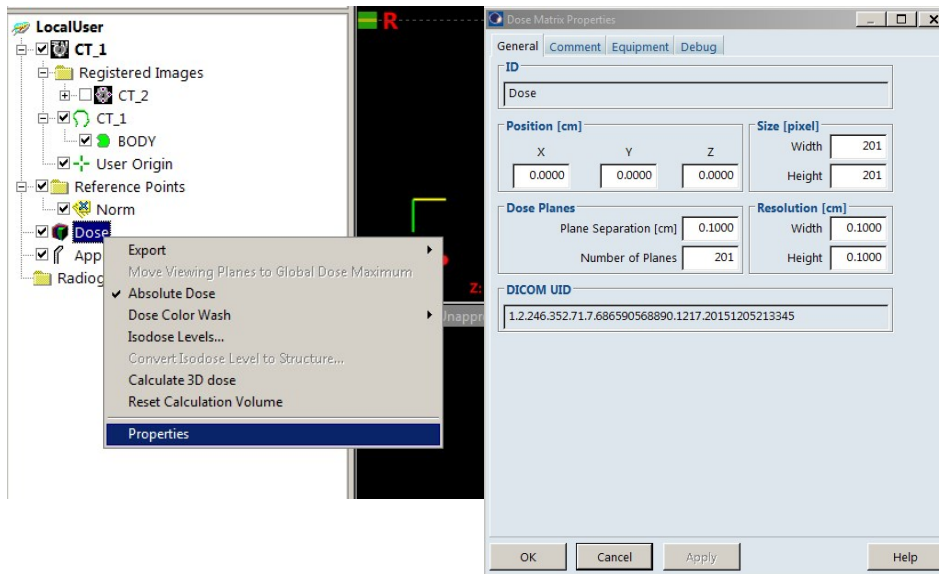 LocalUser
CT_1
Registered Images
CT_2
CT_1
BODY
User Origin
Reference Points
Norm
Dose
App
Radiog
Export
Move Viewing Planes to Global Dose Maximum
Absolute Dose
Dose Color Wash
Isodose Levels...
Convert Isodose Level to Structure...
Calculate 3D dose
Reset Calculation Volume
Properties
R
Z:
Unappr
Dose Matrix Properties
General Comment Equipment Debug
ID
Dose
Position [cm]
X Y Z
0.0000 0.0000 0.0000
Size [pixel]
Width 201
Height 201
Dose Planes
Plane Separation [cm] 0.1000
Number of Planes 201
Resolution [cm]
Width 0.1000
Height 0.1000
DICOM UID
1.2.246.352.71.7.686590568890.1217.20151205213345
OK Cancel Apply Help